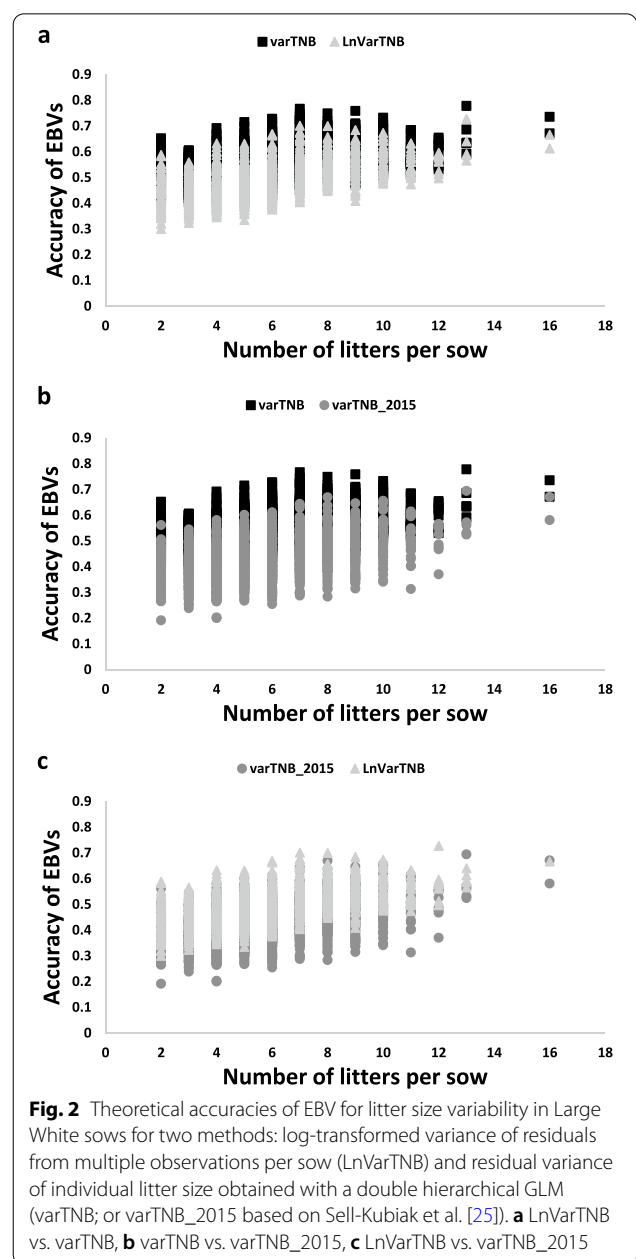 a
varTNB LnVarTNB
0.9
0.8
0.7
0.6
0.5
0.4
0.3
0.2
0.1
0
Accuracy of EBVs
0 2 4 6 8 10 12 14 16 18
Number of litters per sow
b
varTNB varTNB_2015
0.9
0.8
0.7
0.6
0.5
0.4
0.3
0.2
0.1
0
Accuracy of EBVs
0 2 4 6 8 10 12 14 16 18
Number of litters per sow
c
varTNB_2015 LnVarTNB
0.9
0.8
0.7
0.6
0.5
0.4
0.3
0.2
0.1
0
Accuracy of EBVs
0 2 4 6 8 10 12 14 16 18
Number of litters per sow
Fig. 2 Theoretical accuracies of EBV for litter size variability in Large
White sows for two methods: log-transformed variance of residuals
from multiple observations per sow (LnVarTNB) and residual variance
of individual litter size obtained with a double hierarchical GLM
(varTNB; or varTNB_2015 based on Sell-Kubiak et al. [25]). a LnVarTNB
vs. varTNB, b varTNB vs. varTNB_2015, c LnVarTNB vs. varTNB_2015